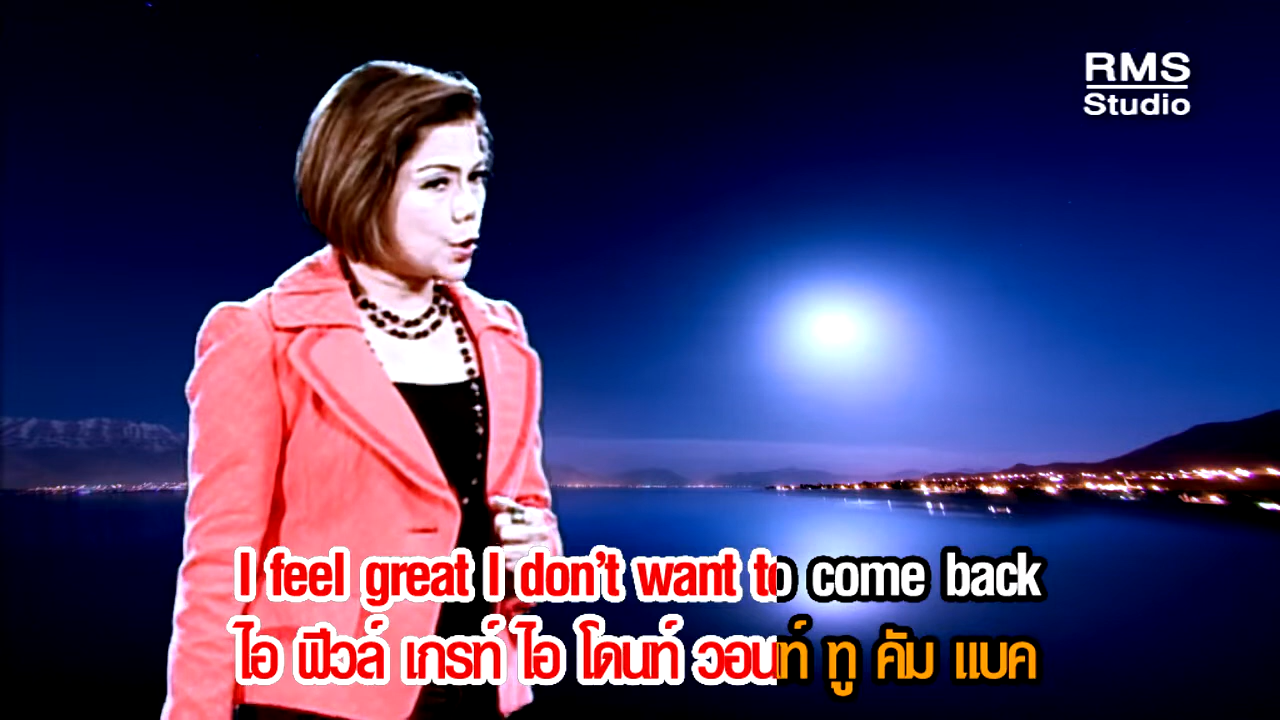 RMS
Studio
I feel great I don't want to come back
ไอ ฟีวล์ เกรท์ ไอ โดนท์ วอนท์ ทู คัม แบค